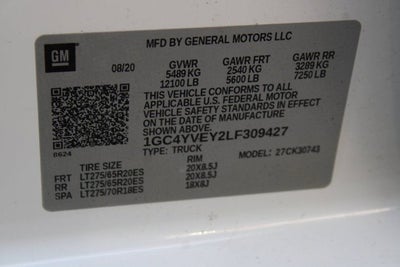 GM
MFD BY GENERAL MOTORS LLC
08/20 GVWR GAWR FRT GAWR RR
5489 KG 2540 KG 3289 KG
12100 LB 5600 LB 7250 LB
THIS VEHICLE CONFORMS TO ALL
APPLICABLE U.S. FEDERAL MOTOR
VEHICLE SAFETY STANDARDS IN
EFFECT ON THE DATE OF
MANUFACTURE SHOWN ABOVE.
1GC4YVEY2LF309427
0624 TYPE: TRUCK MODEL: 27CK30743
RIM
FRT LT275/65R20ES 20X8.5J
RR LT275/65R20ES 20X8.5J
SPA LT275/70R18ES 18X8J